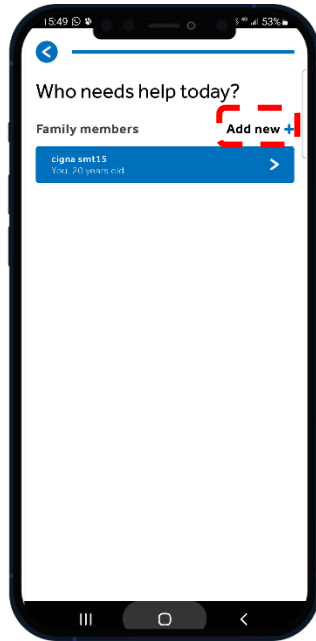 15:49 53%
Who needs help today?
Family members Add new +
cigna smt15
You, 20 years old